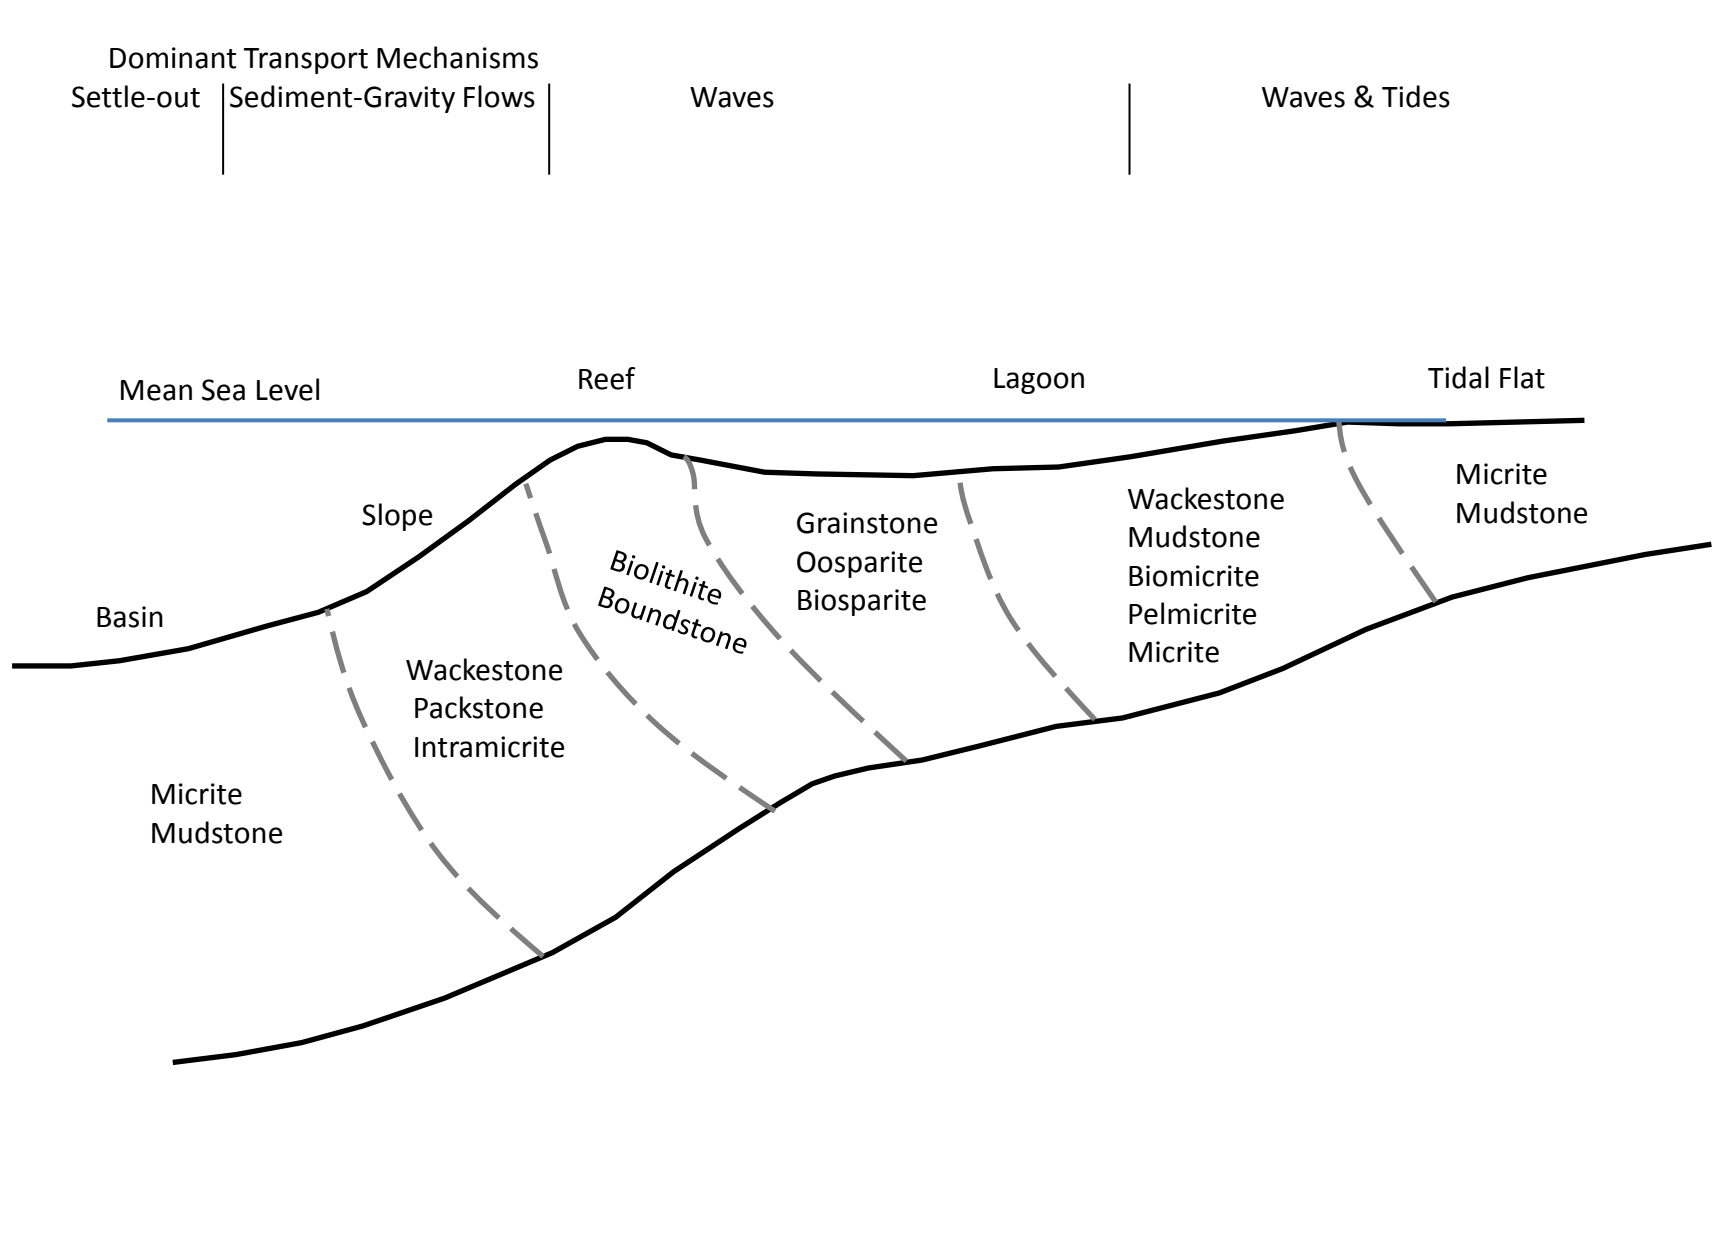 Dominant Transport Mechanisms
Settle-out
Sediment-Gravity Flows
Waves
Waves & Tides
Mean Sea Level
Reef
Lagoon
Tidal Flat
Slope
Basin
Micrite
Mudstone
Wackestone
Packstone
Intramicrite
Biolithite
Boundstone
Grainstone
Oosparite
Biosparite
Wackestone
Mudstone
Biomicrite
Pelmicrite
Micrite
Micrite
Mudstone